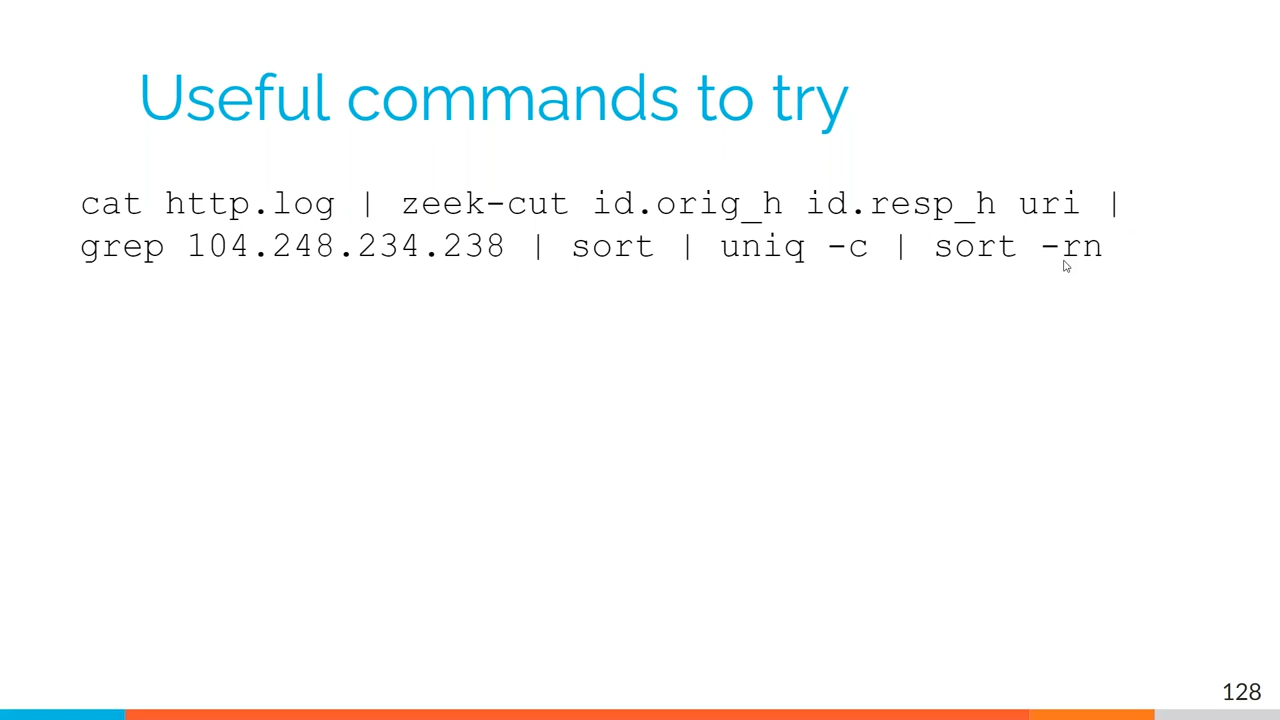 Useful commands to try
cat http.log | zeek-cut id.orig_h id.resp_h uri |
grep 104.248.234.238 | sort | uniq -c | sort -rn
128